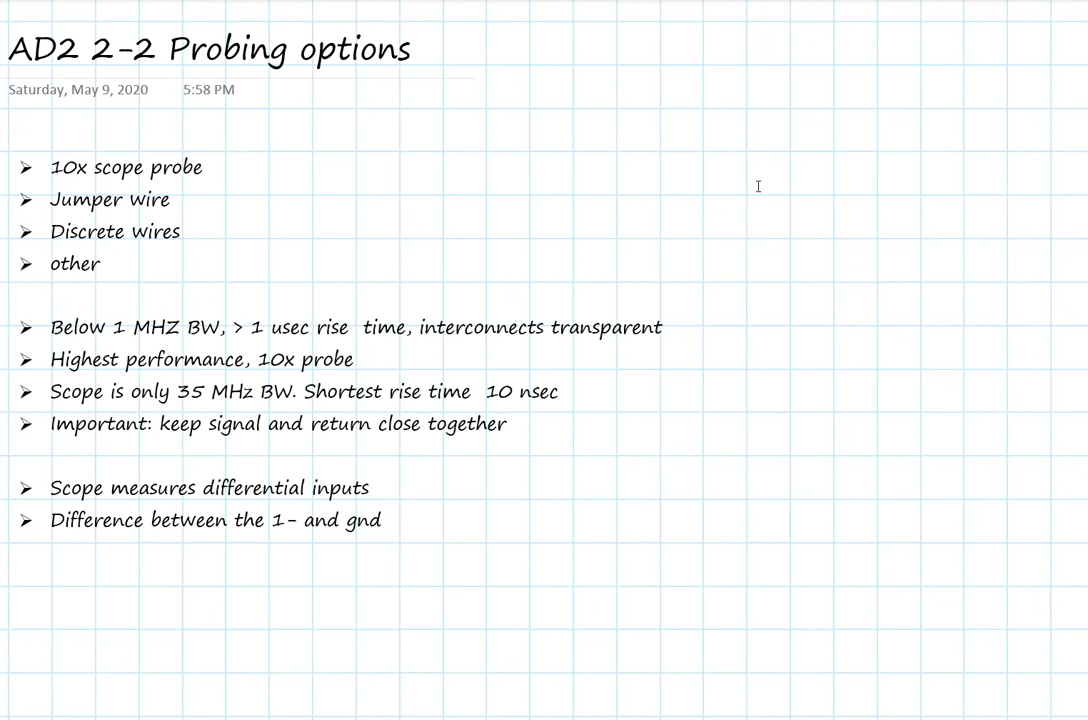 AD2 2-2 Probing options
Saturday, May 9, 2020 5:58 PM
➢ 10x scope probe
➢ Jumper wire
➢ Discrete wires
➢ other
➢ Below 1 MHZ BW, > 1 usec rise time, interconnects transparent
➢ Highest performance, 10x probe
➢ Scope is only 35 MHz BW. Shortest rise time 10 nsec
➢ Important: keep signal and return close together
➢ Scope measures differential inputs
➢ Difference between the 1- and gnd